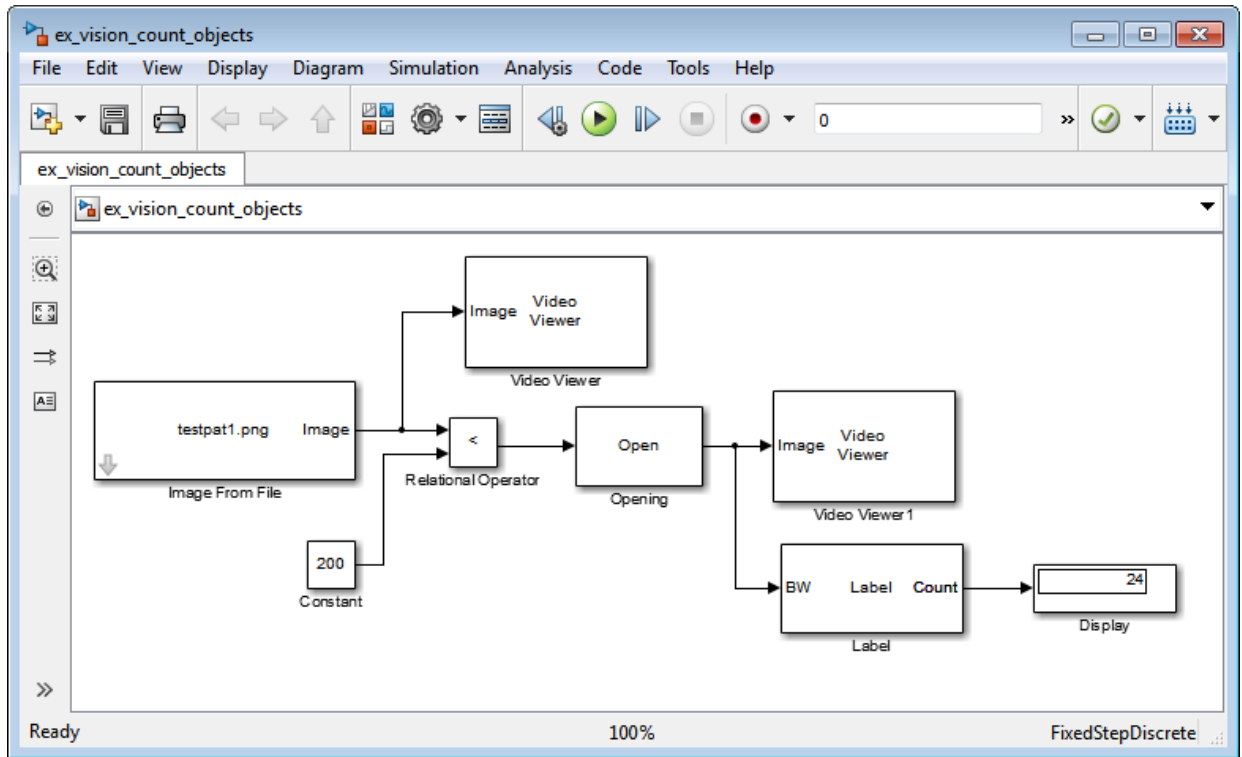 ex_vision_count_objects
File Edit View Display Diagram Simulation Analysis Code Tools Help
0
ex_vision_count_objects
ex_vision_count_objects
Image Video Viewer
Video Viewer
testpat1.png Image
Image From File
<
Relational Operator
Open
Opening
Image Video Viewer
Video Viewer1
200
Constant
BW Label Count
Label
24
Display
Ready 100% FixedStepDiscrete